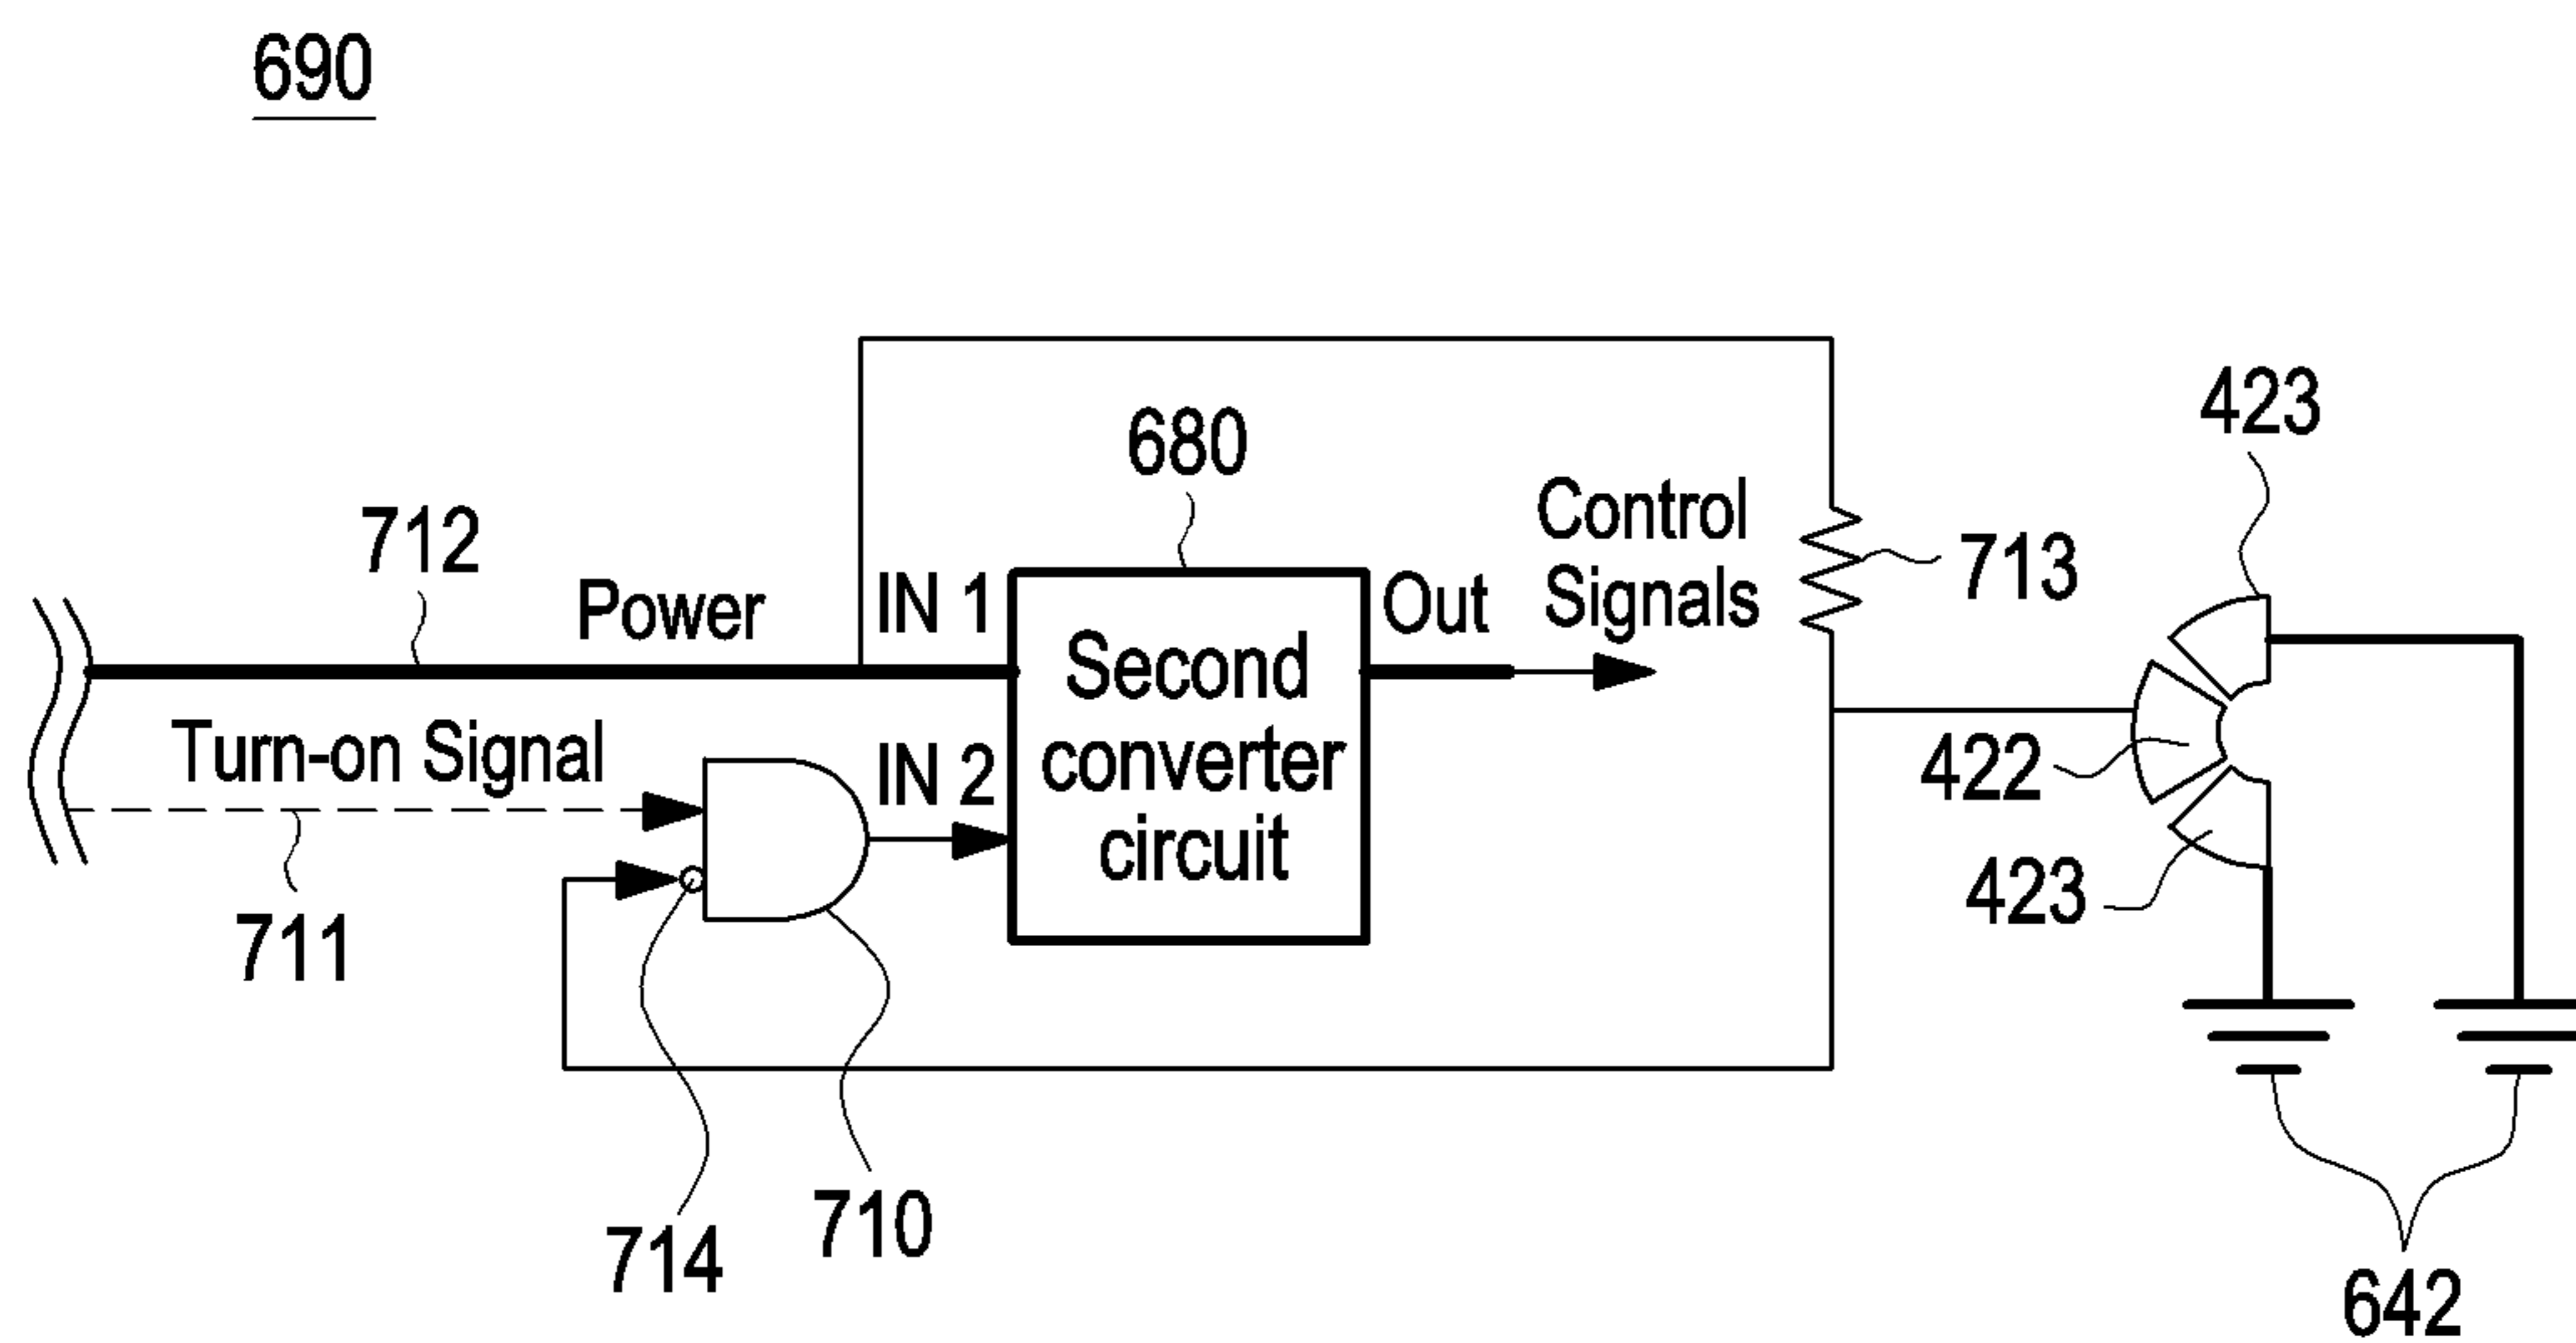 690
423
680
Control
Signals
712
713
Power
IN 1
Out
Second
converter
circuit
Turn-on Signal
IN 2
422
423
711
710
714
642